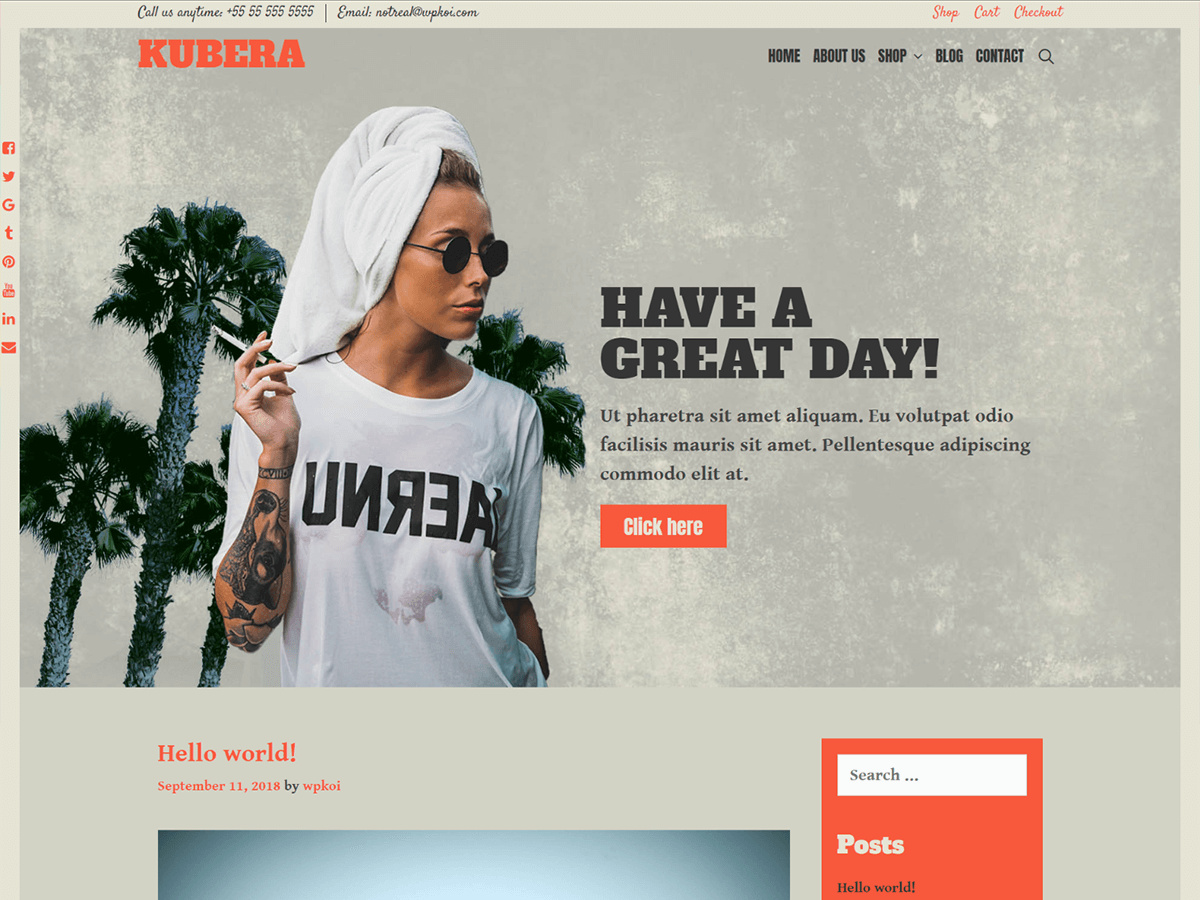 Call us anytime: +55 55 555 5555 | Email: notreal@wpkoi.com
Shop Cart Checkout
KUBERA
HOME ABOUT US SHOP BLOG CONTACT
HAVE A
GREAT DAY!
Ut pharetra sit amet aliquam. Eu volutpat odio
facilisis mauris sit amet. Pellentesque adipiscing
commodo elit at.
Click here
Hello world!
September 11, 2018 by wpkoi
Search ...
Posts
Hello world!